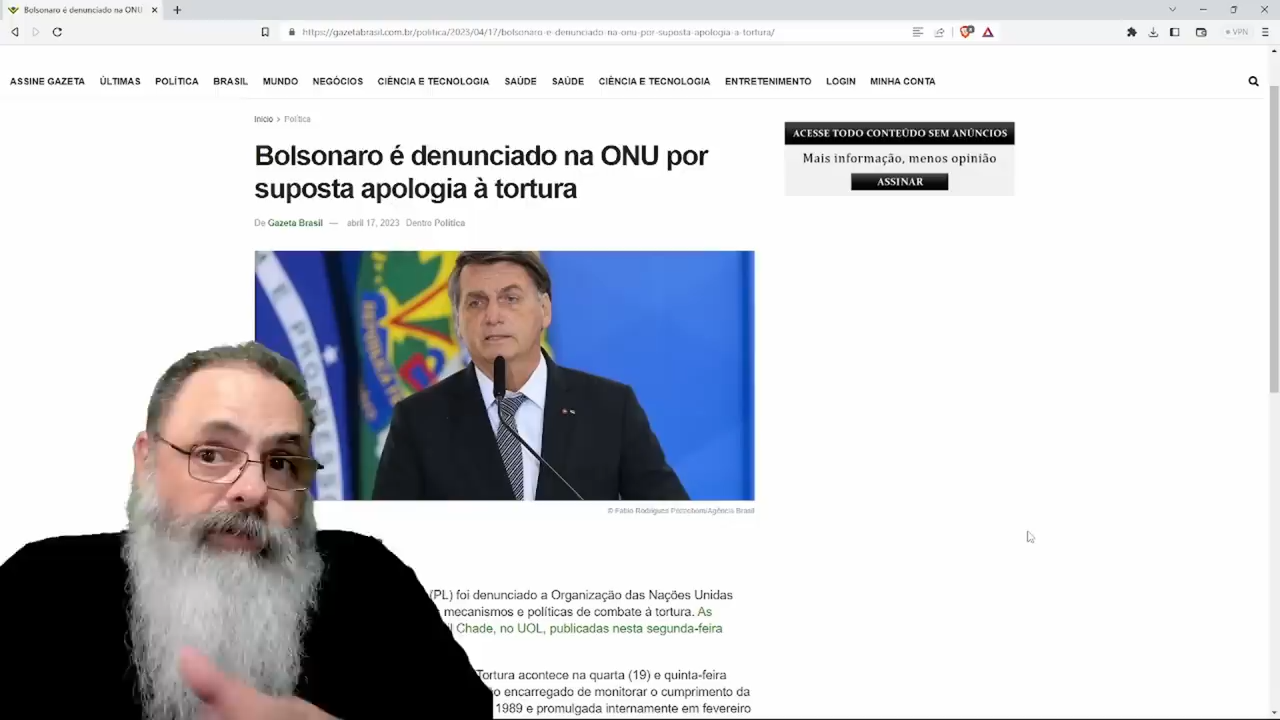 Bolsonaro é denunciado na ONU
https://gazetabrasil.com.br/politica/2023/04/17/bolsonaro-e-denunciado-na-onu-por-suposta-apologia-a-tortura/
VPN
ASSINE GAZETA ÚLTIMAS POLÍTICA BRASIL MUNDO NEGÓCIOS CIÊNCIA E TECNOLOGIA SAÚDE SAÚDE CIÊNCIA E TECNOLOGIA ENTRETENIMENTO LOGIN MINHA CONTA
Início > Política
Bolsonaro é denunciado na ONU por
suposta apologia à tortura
De Gazeta Brasil — abril 17, 2023 Dentro Política
ACESSE TODO CONTEÚDO SEM ANÚNCIOS
Mais informação, menos opinião
ASSINAR
© Fabio Rodrigues Pozzebom/Agência Brasil
(PL) foi denunciado a Organização das Nações Unidas
mecanismos e políticas de combate à tortura. As
Chade, no UOL, publicadas nesta segunda-feira
Tortura acontece na quarta (19) e quinta-feira
encarregado de monitorar o cumprimento da
1989 e promulgada internamente em fevereiro